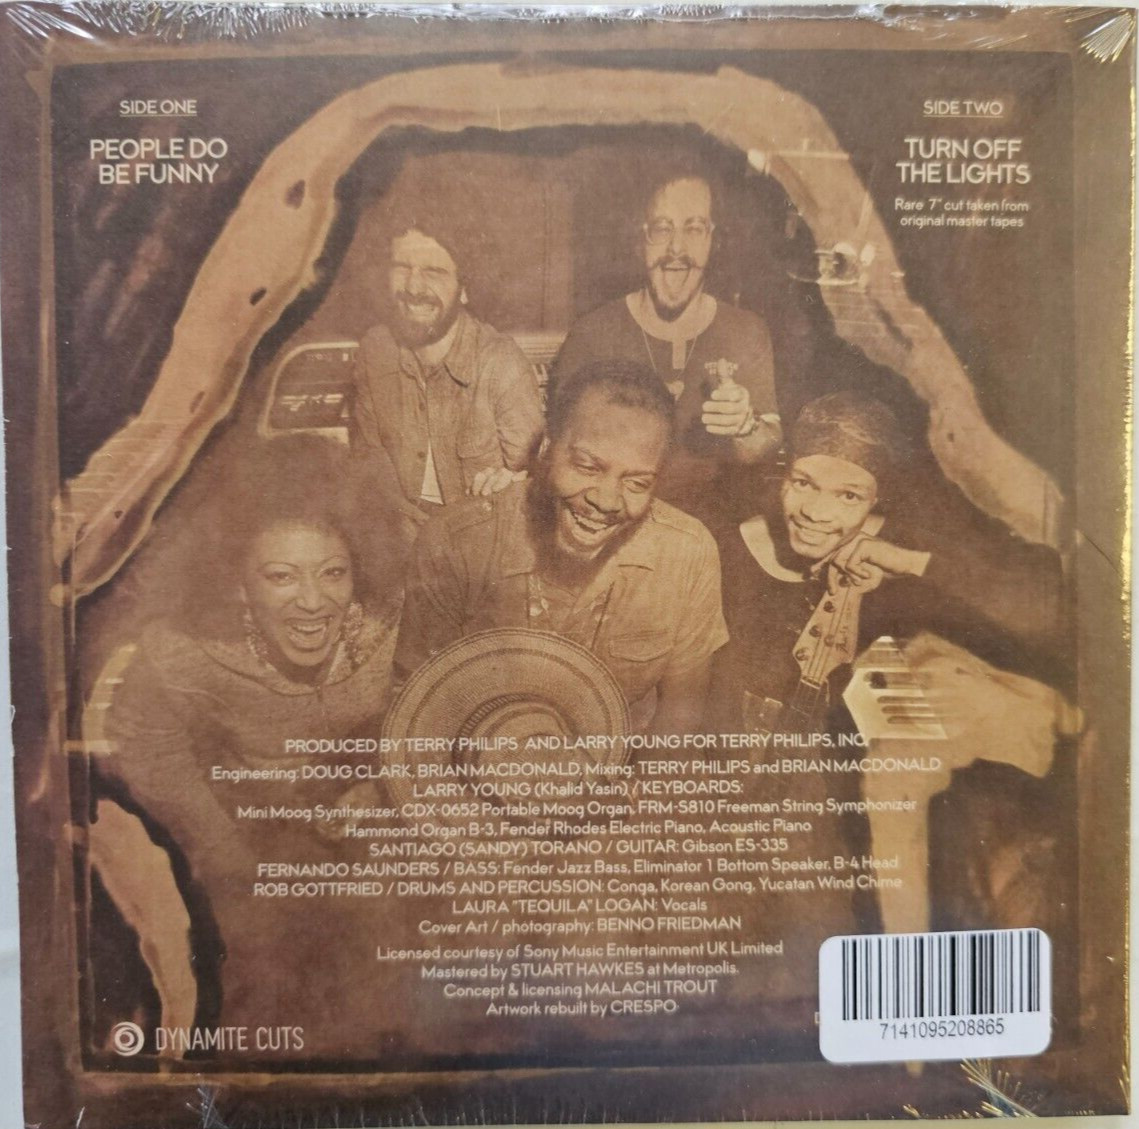 SIDE ONE
PEOPLE DO
BE FUNNY
SIDE TWO
TURN OFF
THE LIGHTS
Rare 7" cut taken from
original master tapes
PRODUCED BY TERRY PHILIPS AND LARRY YOUNG FOR TERRY PHILIPS, INC.
Engineering: DOUG CLARK, BRIAN MACDONALD, Mixing: TERRY PHILIPS and BRIAN MACDONALD
LARRY YOUNG (Khalid Yasin) / KEYBOARDS:
Mini Moog Synthesizer, CDX-0652 Portable Moog Organ, FRM-S810 Freeman String Symphonizer
Hammond Organ B-3, Fender Rhodes Electric Piano, Acoustic Piano
SANTIAGO (SANDY) TORANO / GUITAR: Gibson ES-335
FERNANDO SAUNDERS / BASS: Fender Jazz Bass, Eliminator 1 Bottom Speaker, B-4 Head
ROB GOTTFRIED / DRUMS AND PERCUSSION: Conga, Korean Gong, Yucatan Wind Chime
LAURA "TEQUILA" LOGAN: Vocals
Cover Art / photography: BENNO FRIEDMAN
Licensed courtesy of Sony Music Entertainment UK Limited
Mastered by STUART HAWKES at Metropolis.
Concept & licensing MALACHI TROUT
Artwork rebuilt by CRESPO
DYNAMITE CUTS
7141095208865